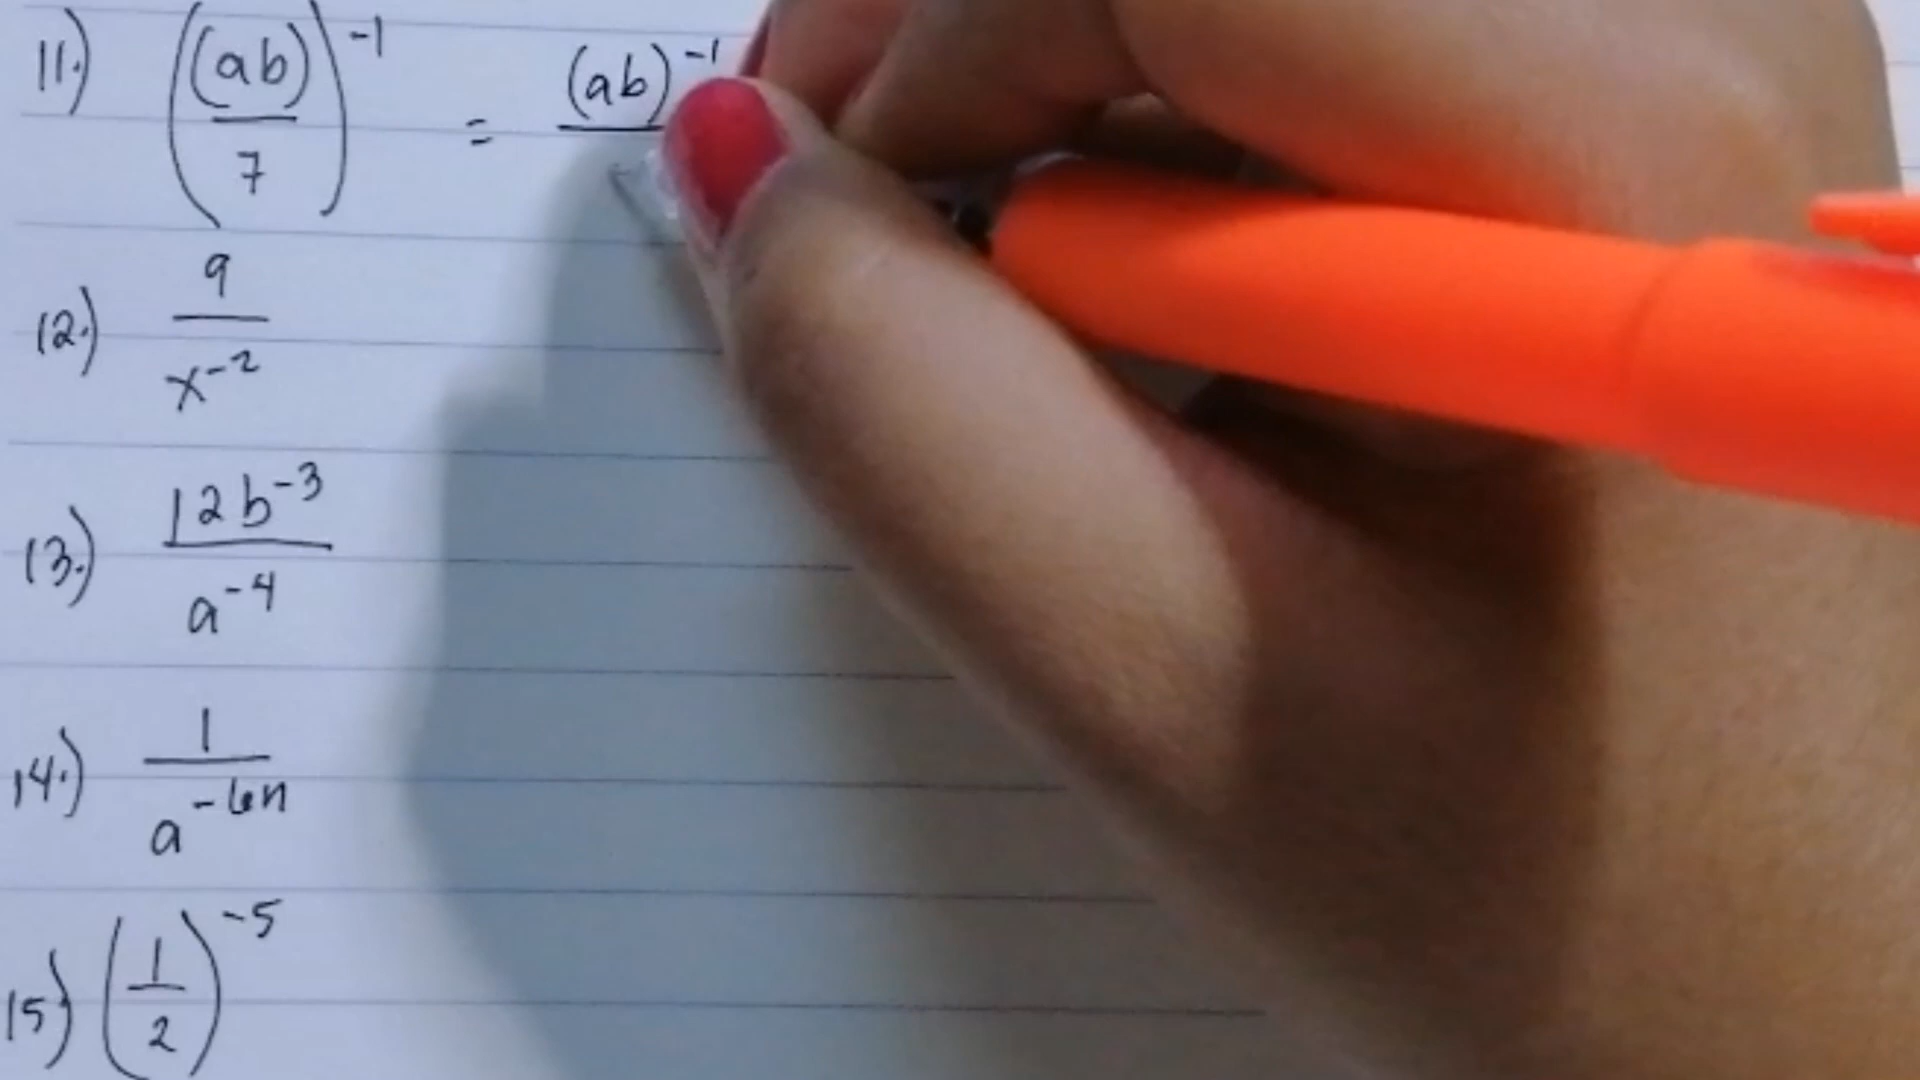 11.) ((ab)/7)^-1 = (ab)^-1
12.) 9/x^-2
13.) 12b^-3/a^-4
14.) 1/a^-6n
15) (1/2)^-5